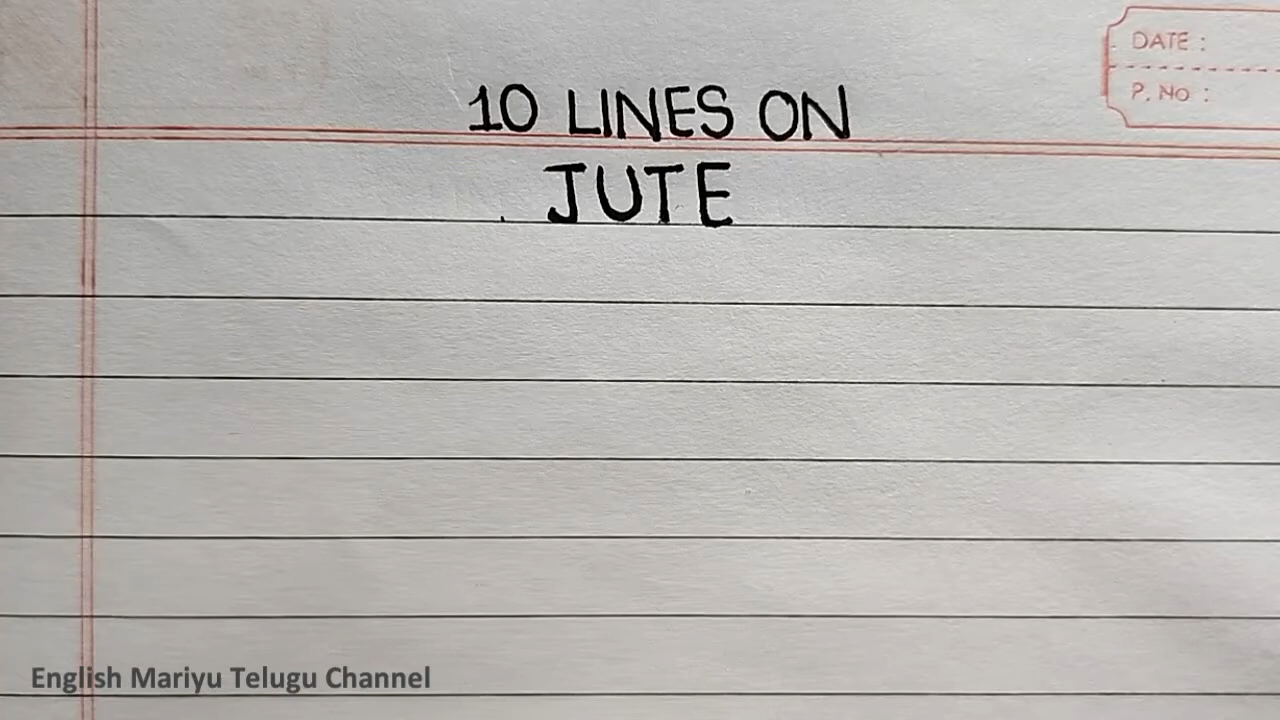 DATE :
P. No :
10 LINES ON
JUTE
English Mariyu Telugu Channel